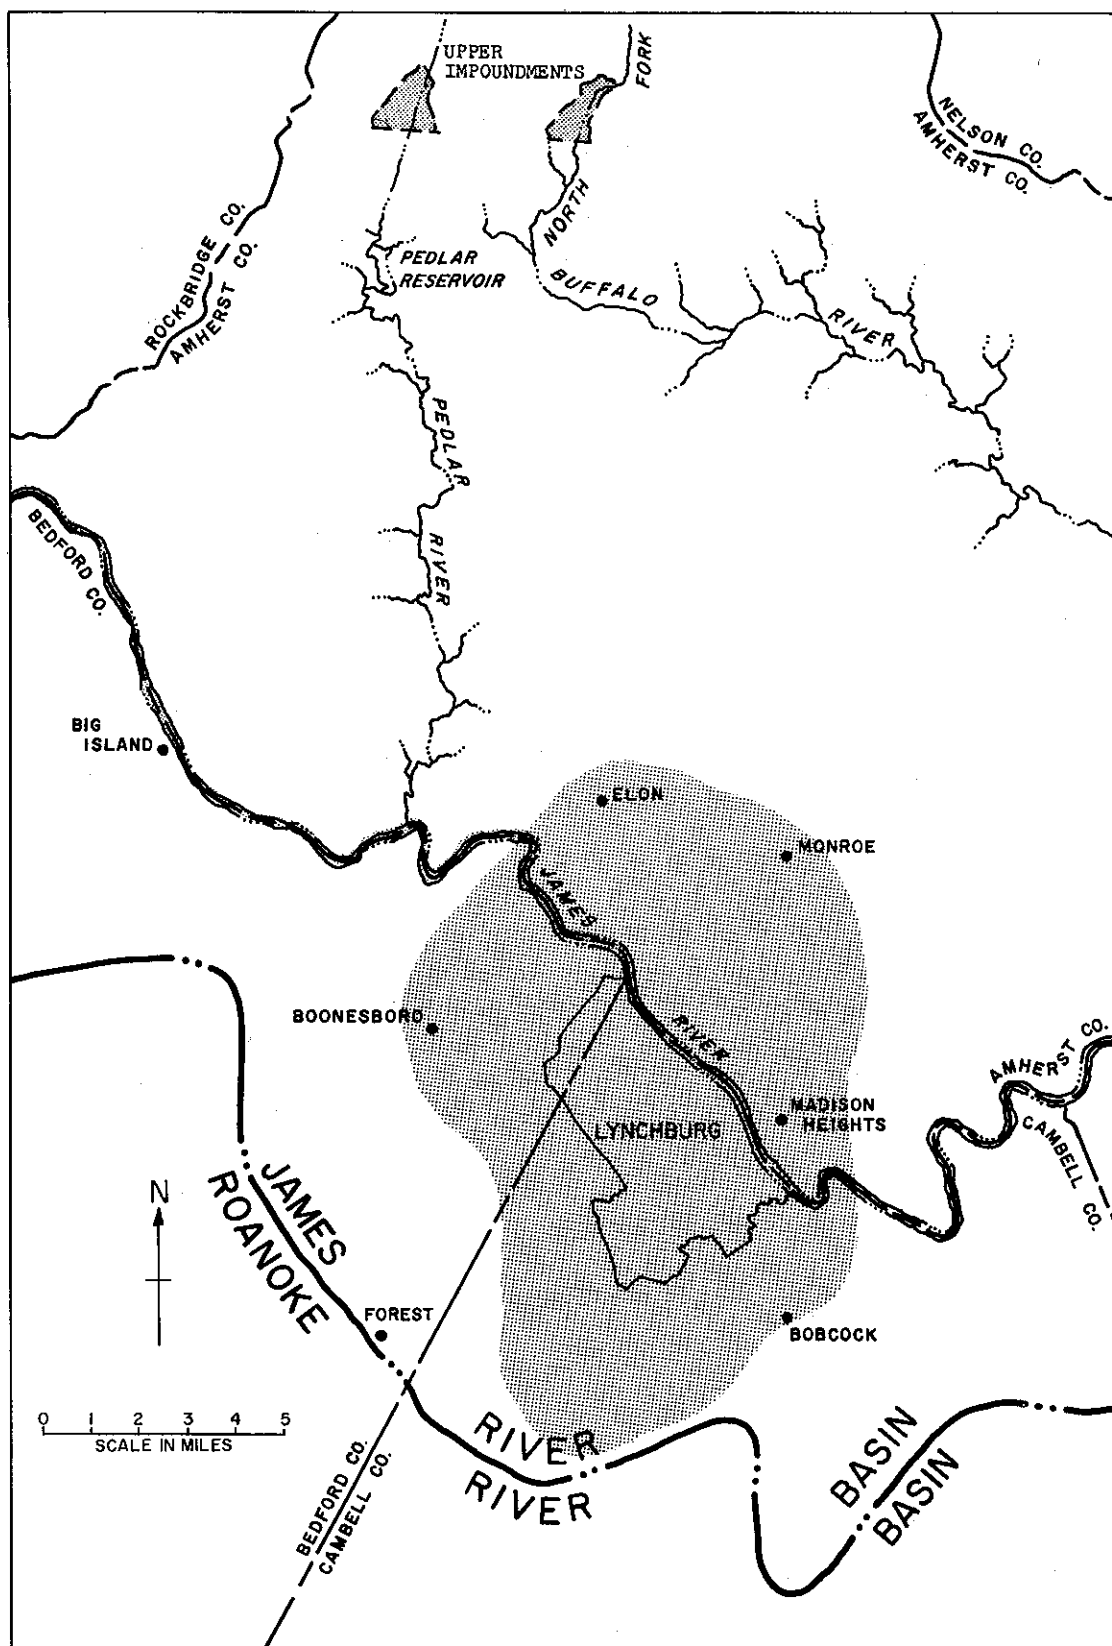 UPPER
IMPOUNDMENTS
FORK
NORTH
NELSON CO.
AMHERST CO.
ROCKBRIDGE CO.
AMHERST CO.
PEDLAR
RESERVOIR
BUFFALO
RIVER
PEDLAR
RIVER
BEDFORD CO.
BIG
ISLAND
ELON
MONROE
JAMES
RIVER
BOONESBORO
AMHERST CO.
CAMBELL CO.
MADISON
HEIGHTS
LYNCHBURG
N
JAMES
ROANOKE
FOREST
BOBCOCK
0 1 2 3 4 5
SCALE IN MILES
RIVER
RIVER
BASIN
BASIN
BEDFORD CO.
CAMBELL CO.